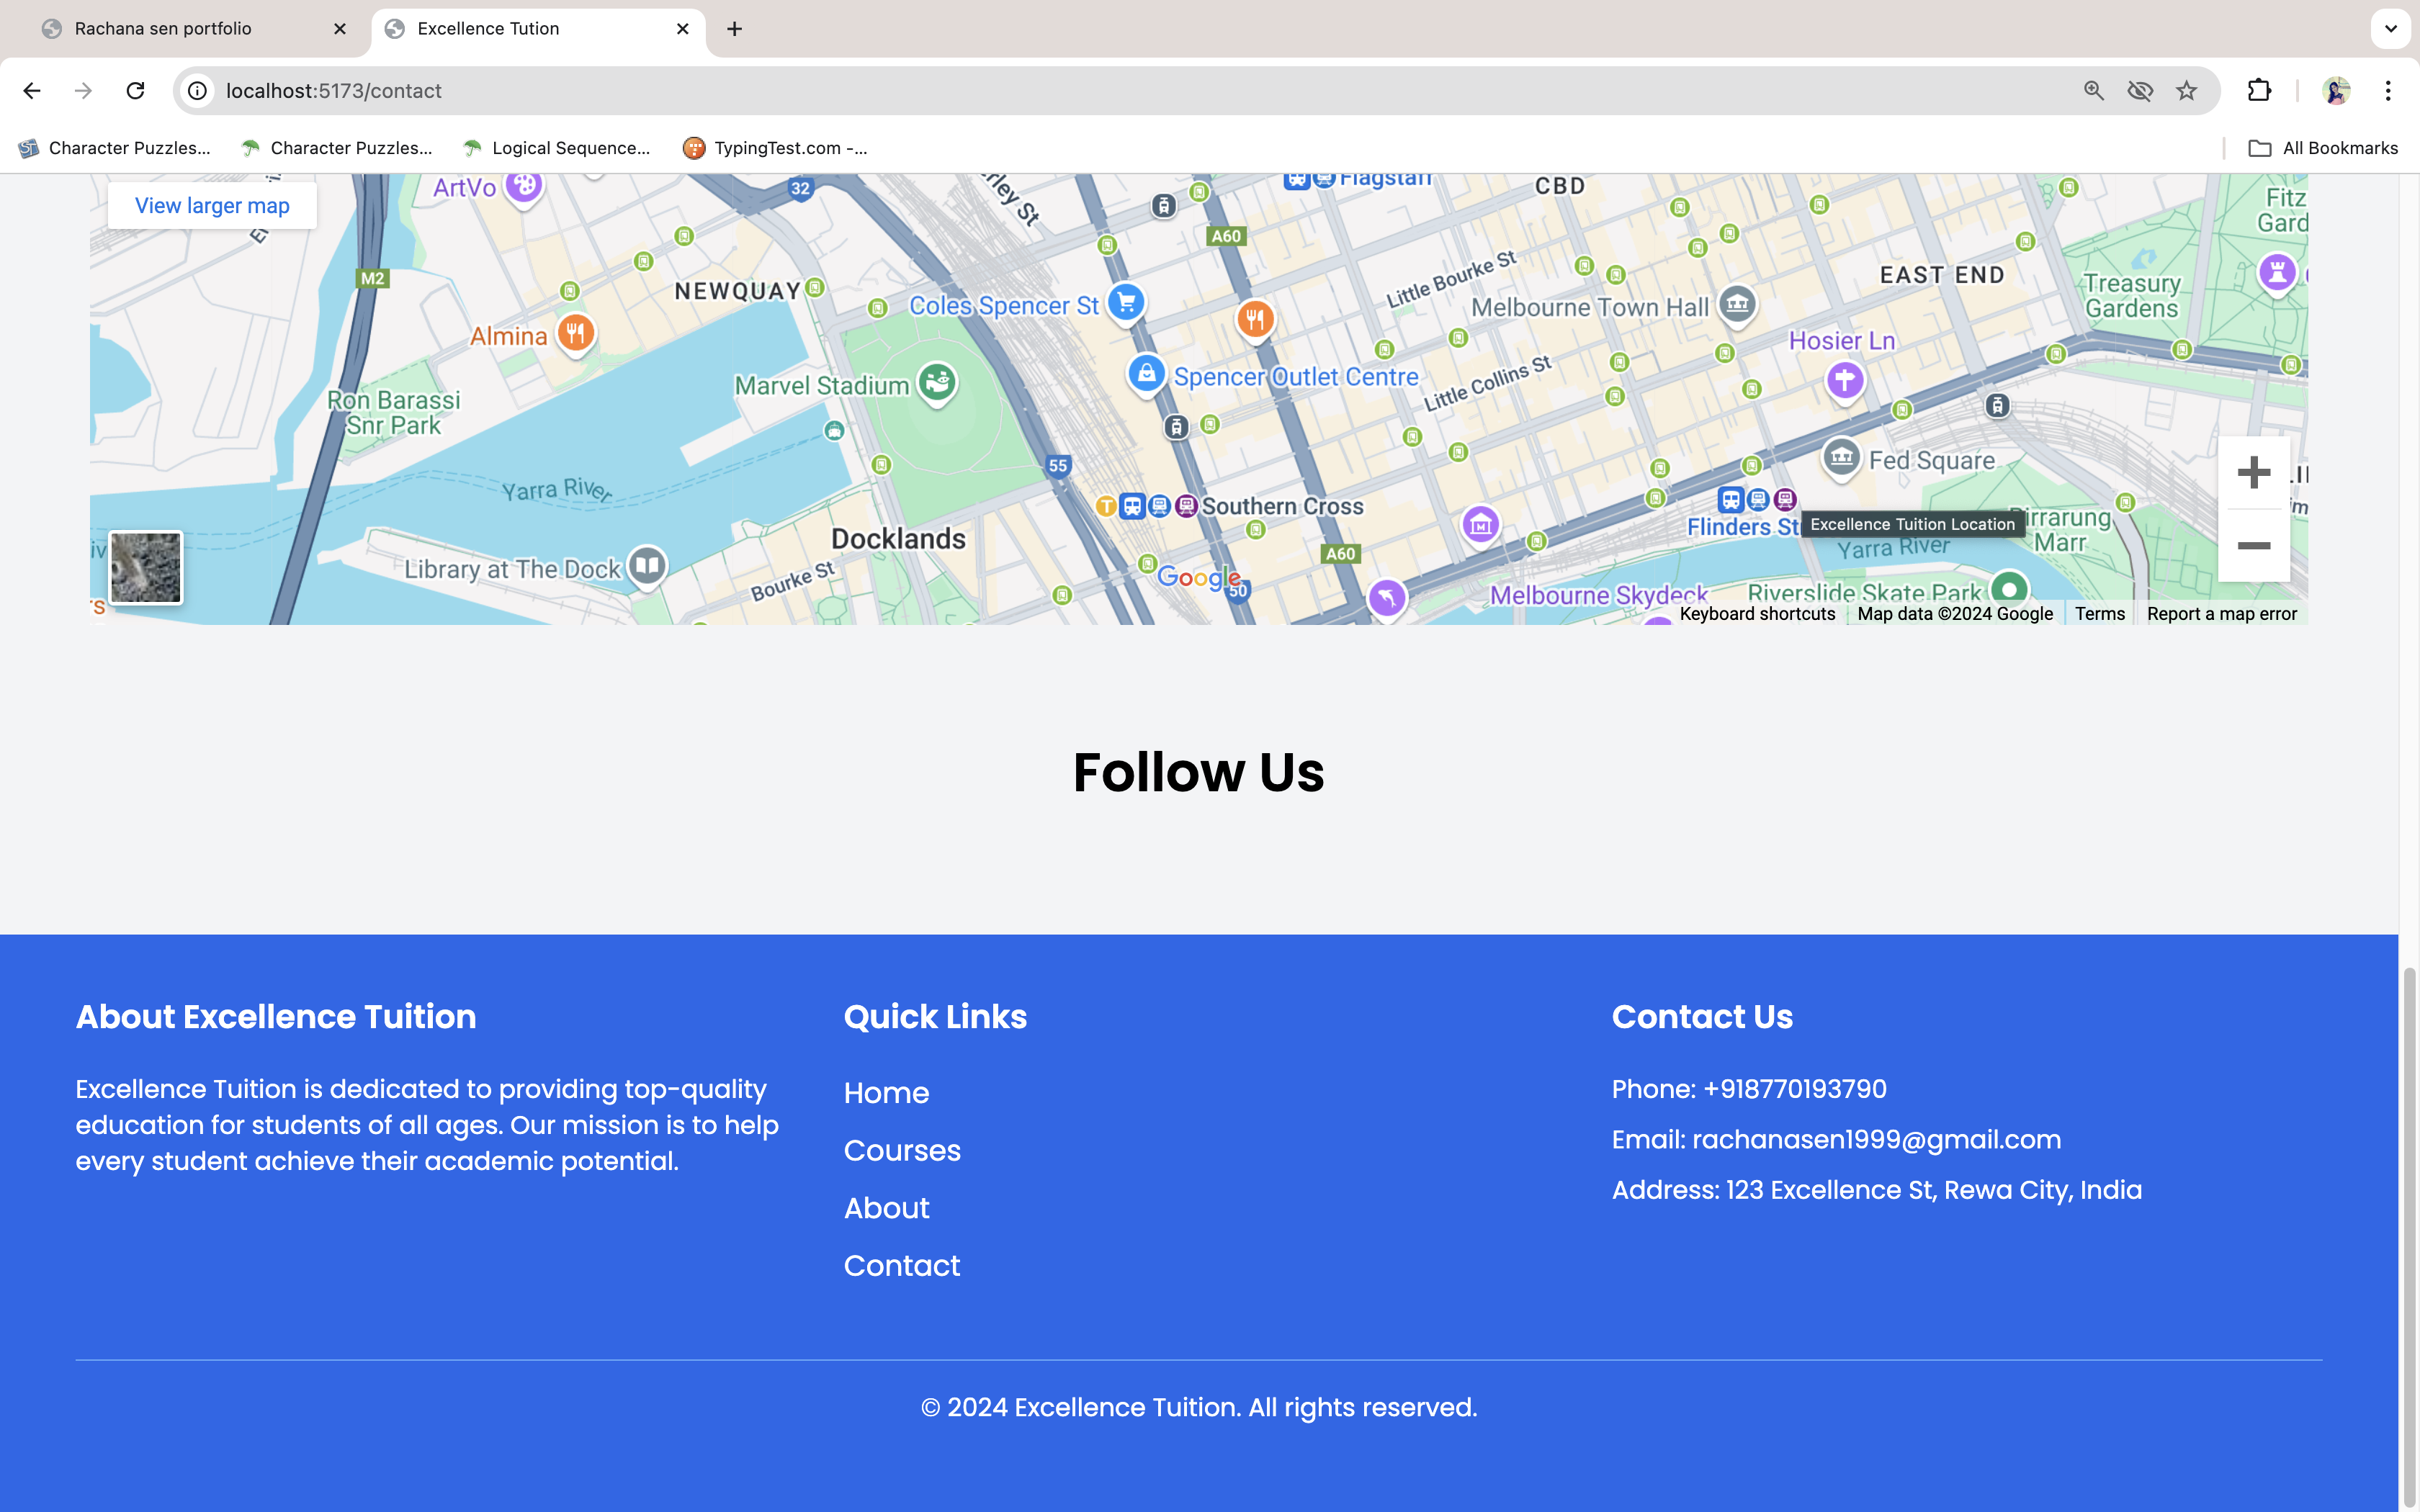 Rachana sen portfolio
Excellence Tution
localhost:5173/contact
Character Puzzles...
Character Puzzles...
Logical Sequence...
TypingTest.com -...
All Bookmarks
View larger map
ArtVo
32
Flagstaff
CBD
Fitz
Gard
A60
M2
NEWQUAY
Little Bourke St
EAST END
Treasury
Gardens
Coles Spencer St
Melbourne Town Hall
Almina
Hosier Ln
Marvel Stadium
Spencer Outlet Centre
Little Collins St
Ron Barassi
Snr Park
55
Fed Square
Yarra River
Southern Cross
Flinders St
Excellence Tuition Location
Birrarung
Marr
Docklands
A60
Yarra River
Library at The Dock
Bourke St
Google
50
Melbourne Skydeck
Riverslide Skate Park
Keyboard shortcuts
Map data ©2024 Google
Terms
Report a map error
Follow Us
About Excellence Tuition
Excellence Tuition is dedicated to providing top-quality
education for students of all ages. Our mission is to help
every student achieve their academic potential.
Quick Links
Home
Courses
About
Contact
Contact Us
Phone: +918770193790
Email: rachanasen1999@gmail.com
Address: 123 Excellence St, Rewa City, India
© 2024 Excellence Tuition. All rights reserved.